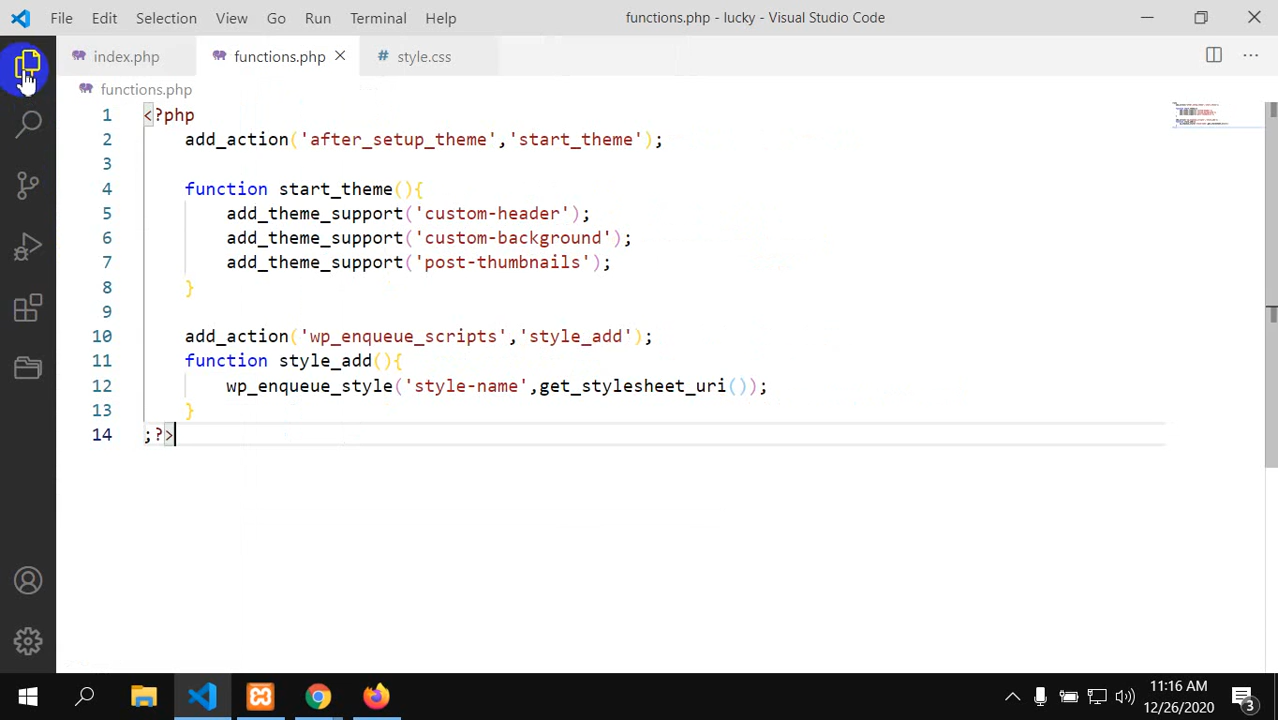 File Edit Selection View Go Run Terminal Help functions.php - lucky - Visual Studio Code
index.php functions.php # style.css
functions.php
1 <?php
2 add_action('after_setup_theme','start_theme');
3
4 function start_theme(){
5 add_theme_support('custom-header');
6 add_theme_support('custom-background');
7 add_theme_support('post-thumbnails');
8 }
9
10 add_action('wp_enqueue_scripts','style_add');
11 function style_add(){
12 wp_enqueue_style('style-name',get_stylesheet_uri());
13 }
14 ;?>
11:16 AM
12/26/2020
3